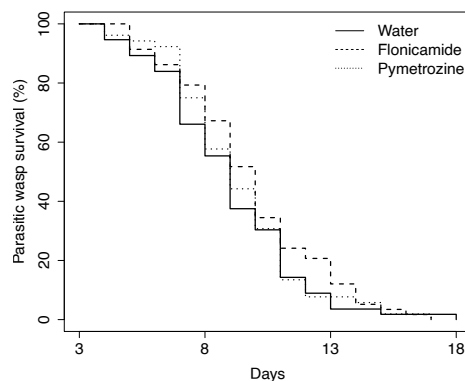 Parasitic wasp survival (%)
100
80
60
40
20
0
Water
Flonicamide
Pymetrozine
3
8
13
18
Days